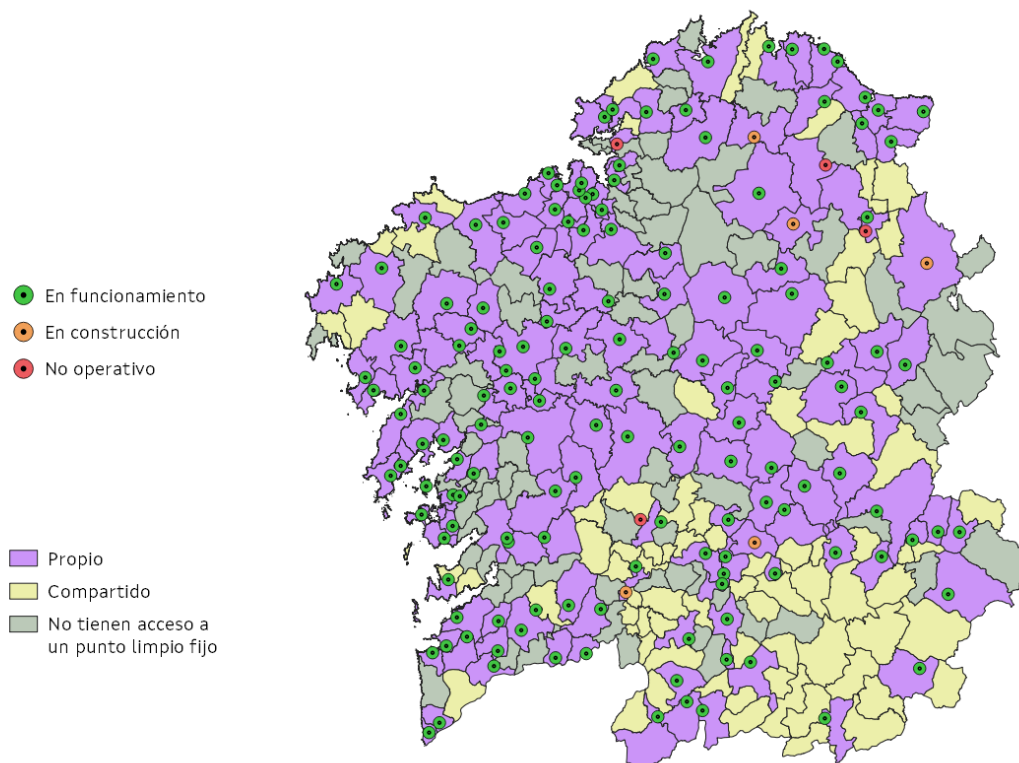 En funcionamiento
En construcción
No operativo
Propio
Compartido
No tienen acceso a
un punto limpio fijo